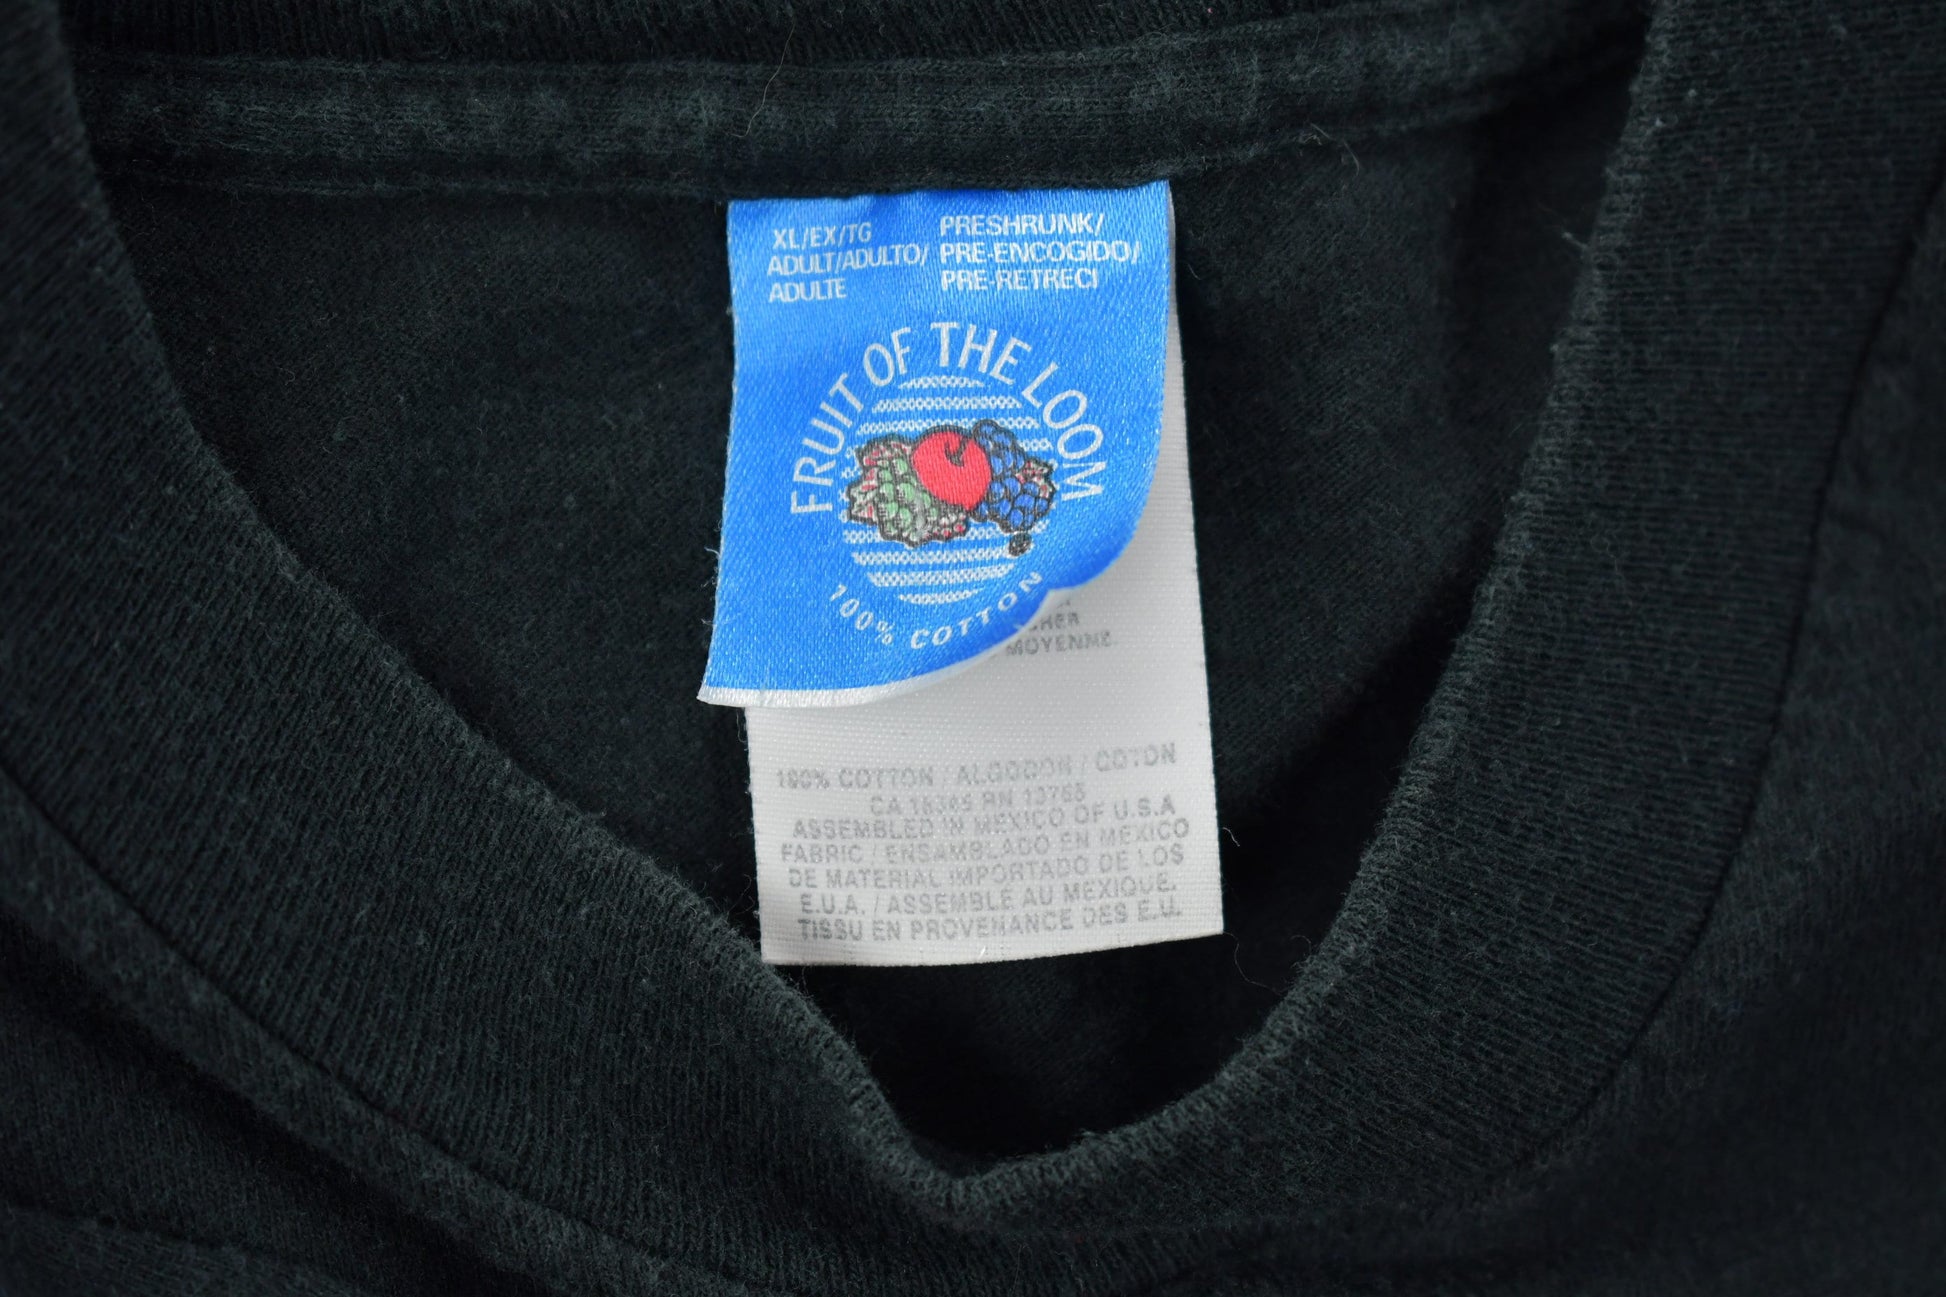 XL/EX/TG
ADULT/ADULTO/
ADULTE
PRESHRUNK/
PRE-ENCOGIDO/
PRE-RETRECI
FRUIT OF THE LOOM
100% COTTON
MOYENNE
100% COTTON / ALGODON / COTON
CA 16365 RN 13765
ASSEMBLED IN MEXICO OF U.S.A
FABRIC / ENSAMBLADO EN MEXICO
DE MATERIAL IMPORTADO DE LOS
E.U.A. / ASSEMBLE AU MEXIQUE.
TISSU EN PROVENANCE DES E.U.